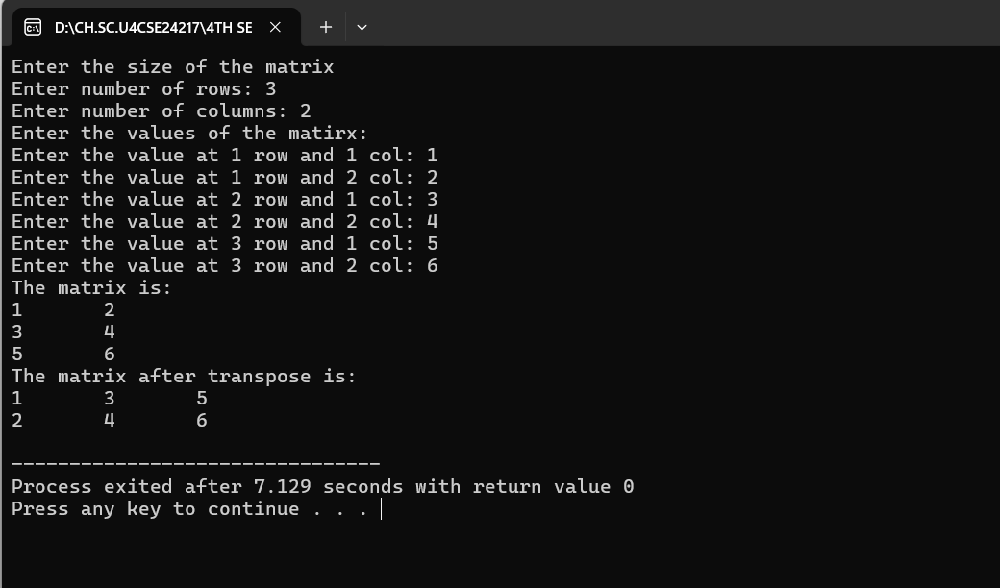 D:\CH.SC.U4CSE24217\4TH SE
Enter the size of the matrix
Enter number of rows: 3
Enter number of columns: 2
Enter the values of the matirx:
Enter the value at 1 row and 1 col: 1
Enter the value at 1 row and 2 col: 2
Enter the value at 2 row and 1 col: 3
Enter the value at 2 row and 2 col: 4
Enter the value at 3 row and 1 col: 5
Enter the value at 3 row and 2 col: 6
The matrix is:
1       2
3       4
5       6
The matrix after transpose is:
1       3       5
2       4       6
--------------------------------
Process exited after 7.129 seconds with return value 0
Press any key to continue . . .